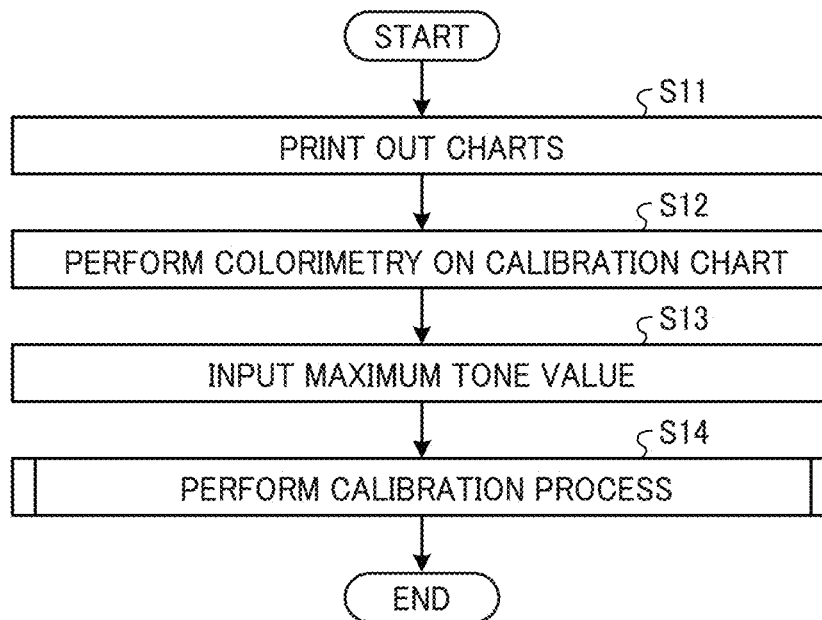 START
S11
PRINT OUT CHARTS
S12
PERFORM COLORIMETRY ON CALIBRATION CHART
S13
INPUT MAXIMUM TONE VALUE
S14
PERFORM CALIBRATION PROCESS
END